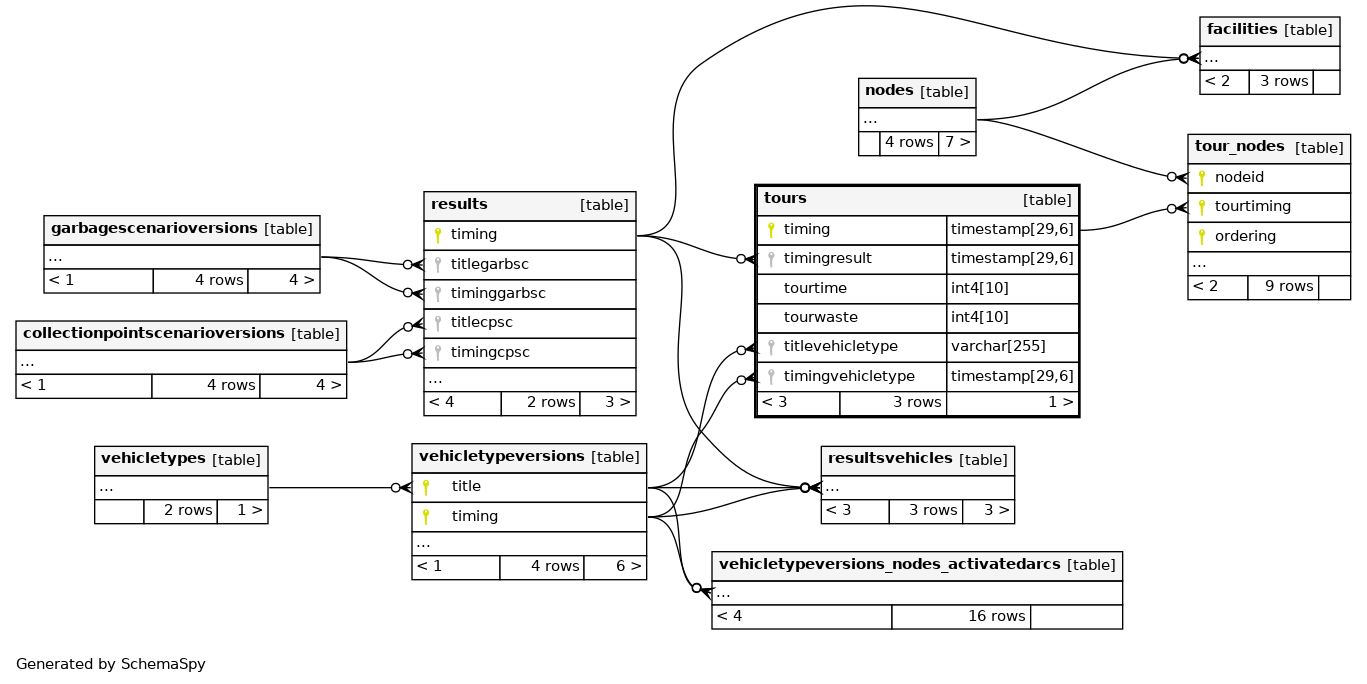 facilities [table]
...
< 2 3 rows
nodes [table]
...
4 rows 7 >
tour_nodes [table]
nodeid
tourtiming
ordering
...
< 2 9 rows
tours [table]
timing timestamp[29,6]
timingresult timestamp[29,6]
tourtime int4[10]
tourwaste int4[10]
titlevehicletype varchar[255]
timingvehicletype timestamp[29,6]
< 3 3 rows 1 >
results [table]
timing
titlegarbsc
timinggarbsc
titlecpsc
timingcpsc
...
< 4 2 rows 3 >
garbagescenarioversions [table]
...
< 1 4 rows 4 >
collectionpointscenarioversions [table]
...
< 1 4 rows 4 >
vehicletypes [table]
...
2 rows 1 >
vehicletypeversions [table]
title
timing
...
< 1 4 rows 6 >
resultsvehicles [table]
...
< 3 3 rows 3 >
vehicletypeversions_nodes_activatedarcs [table]
...
< 4 16 rows
Generated by SchemaSpy